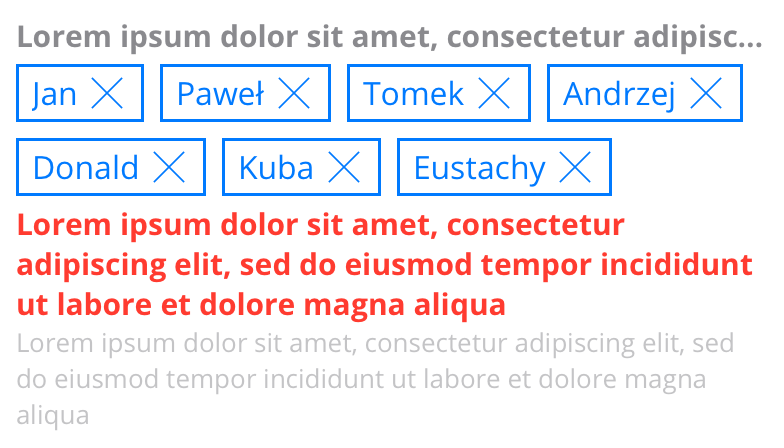 Lorem ipsum dolor sit amet, consectetur adipisc...
Jan Paweł Tomek Andrzej
Donald Kuba Eustachy
Lorem ipsum dolor sit amet, consectetur
adipiscing elit, sed do eiusmod tempor incididunt
ut labore et dolore magna aliqua
Lorem ipsum dolor sit amet, consectetur adipiscing elit, sed
do eiusmod tempor incididunt ut labore et dolore magna
aliqua